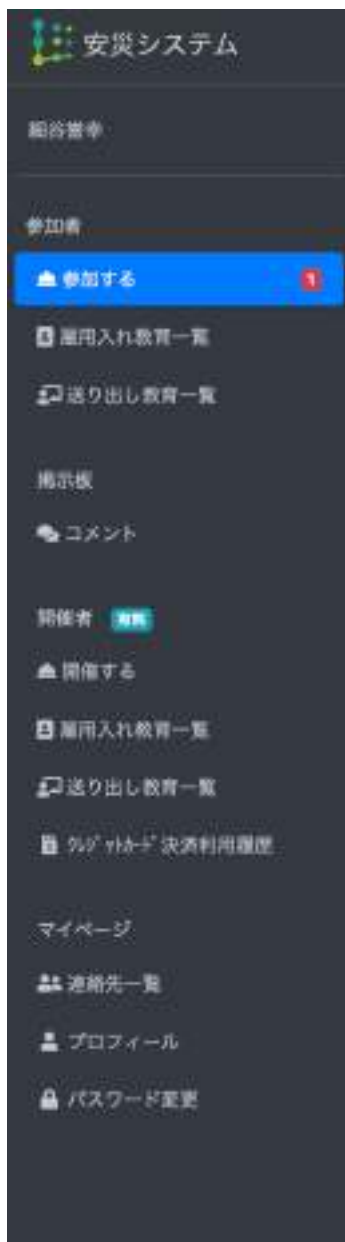 安災システム
参加者
参加する
1
雇用入れ教育一覧
送り出し教育一覧
掲示板
コメント
開催者 有料
開催する
雇用入れ教育一覧
送り出し教育一覧
ｸﾚｼﾞｯﾄｶｰﾄﾞ決済利用履歴
マイページ
連絡先一覧
プロフィール
パスワード変更